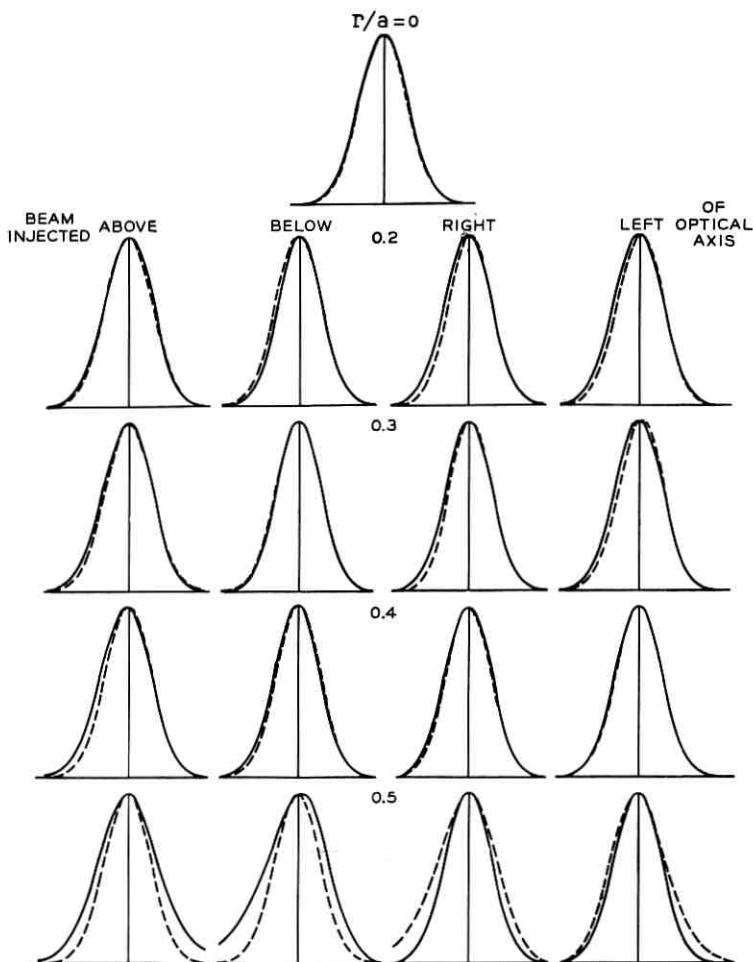 r/a=0
BEAM INJECTED
ABOVE
BELOW
RIGHT
LEFT
OF OPTICAL AXIS
0.2
0.3
0.4
0.5